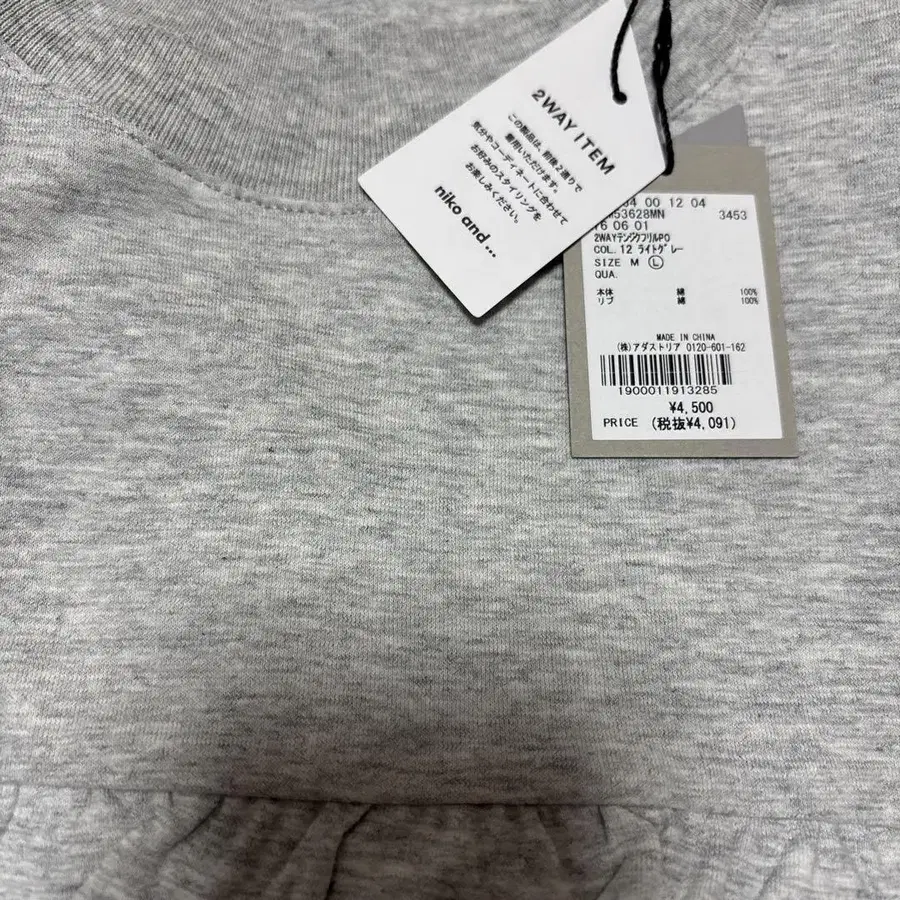 2WAY ITEM
この製品は、前後2通りで
着用いただけます。
気分やコーディネートに合わせて
お好みのスタイリングを
お楽しみください。
niko and...
04 00 12 04
53628MN 3453
06 01
2WAYテンジクフリルPO
COL. 12 ライトグレー
SIZE M Ⓛ
QUA.
本体 綿 100%
リブ 綿 100%
MADE IN CHINA
(株)アダストリア 0120-601-162
1900011913285
¥4,500
PRICE (税抜¥4,091)